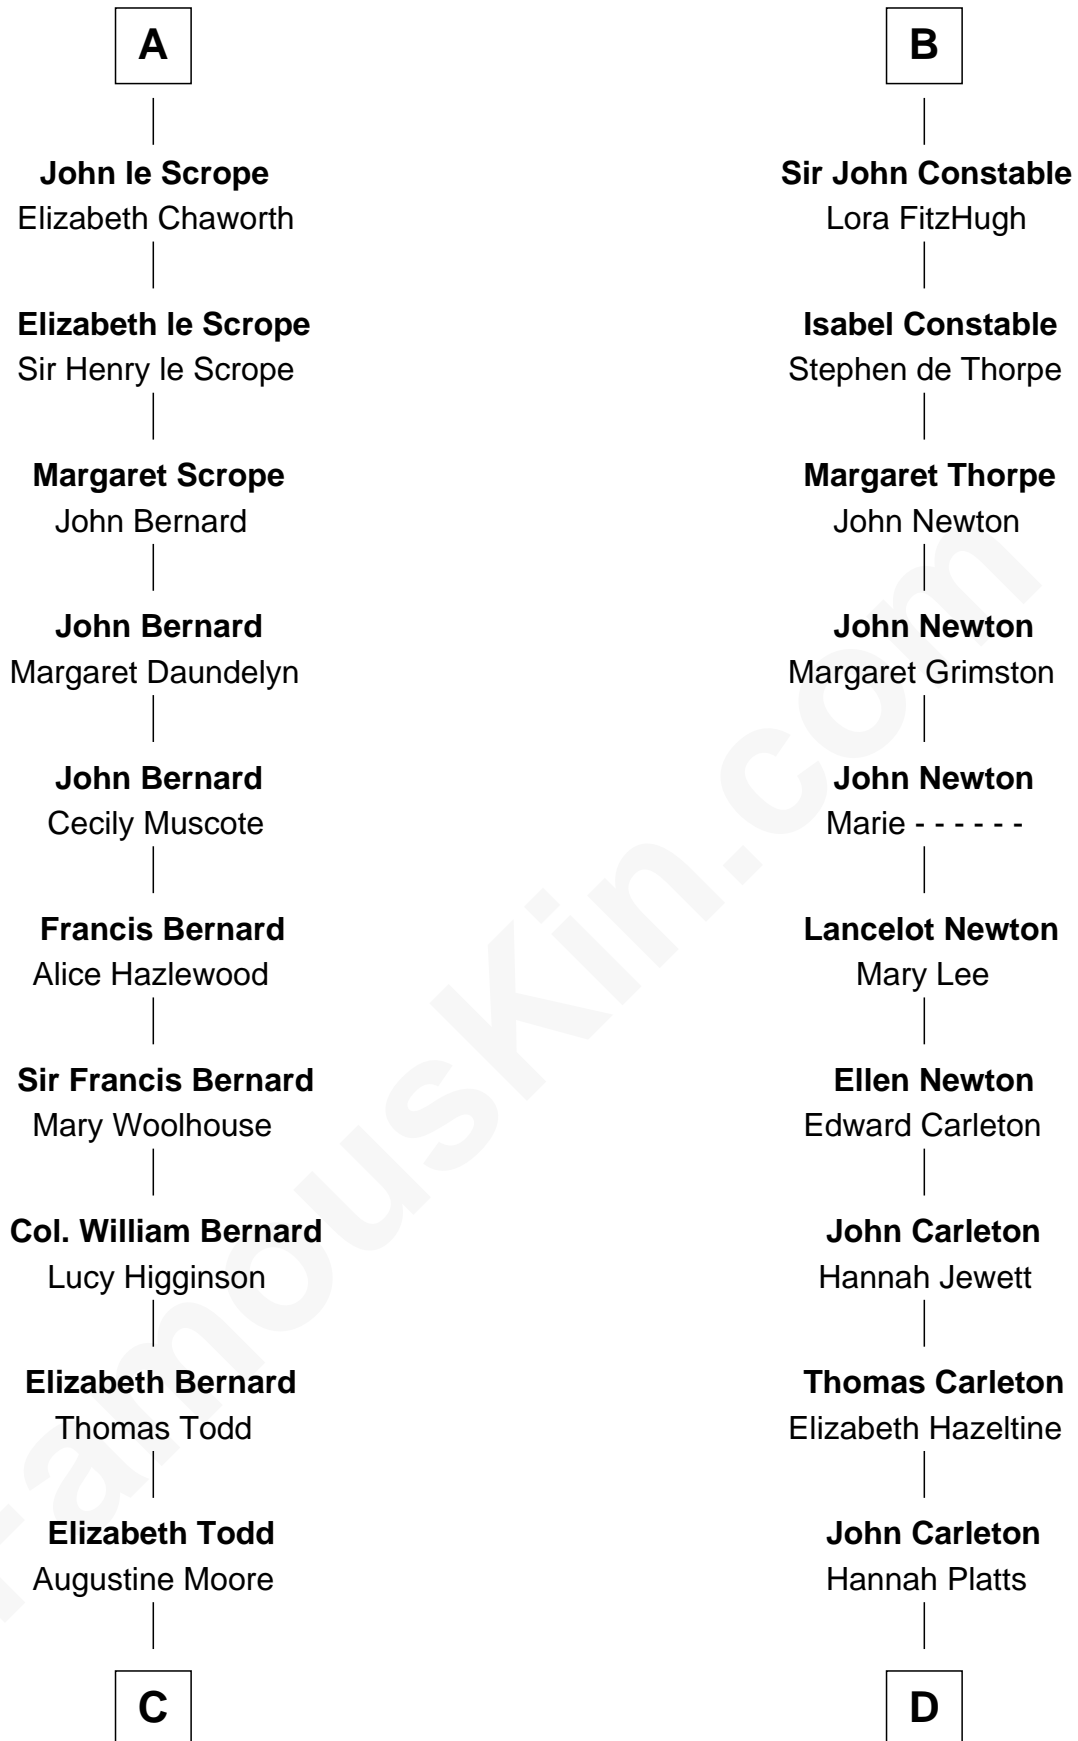 A
John le Scrope
Elizabeth Chaworth
Elizabeth le Scrope
Sir Henry le Scrope
Margaret Scrope
John Bernard
John Bernard
Margaret Daundelyn
John Bernard
Cecily Muscote
Francis Bernard
Alice Hazlewood
Sir Francis Bernard
Mary Woolhouse
Col. William Bernard
Lucy Higginson
Elizabeth Bernard
Thomas Todd
Elizabeth Todd
Augustine Moore
C
B
Sir John Constable
Lora FitzHugh
Isabel Constable
Stephen de Thorpe
Margaret Thorpe
John Newton
John Newton
Margaret Grimston
John Newton
Marie - - - - - -
Lancelot Newton
Mary Lee
Ellen Newton
Edward Carleton
John Carleton
Hannah Jewett
Thomas Carleton
Elizabeth Hazeltine
John Carleton
Hannah Platts
D
FamousKin.com